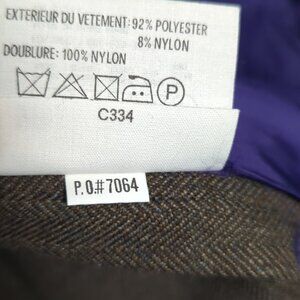 EXTERIEUR DU VETEMENT: 92% POLYESTER
8% NYLON
DOUBLURE: 100% NYLON
P
C334
P.O.#7064